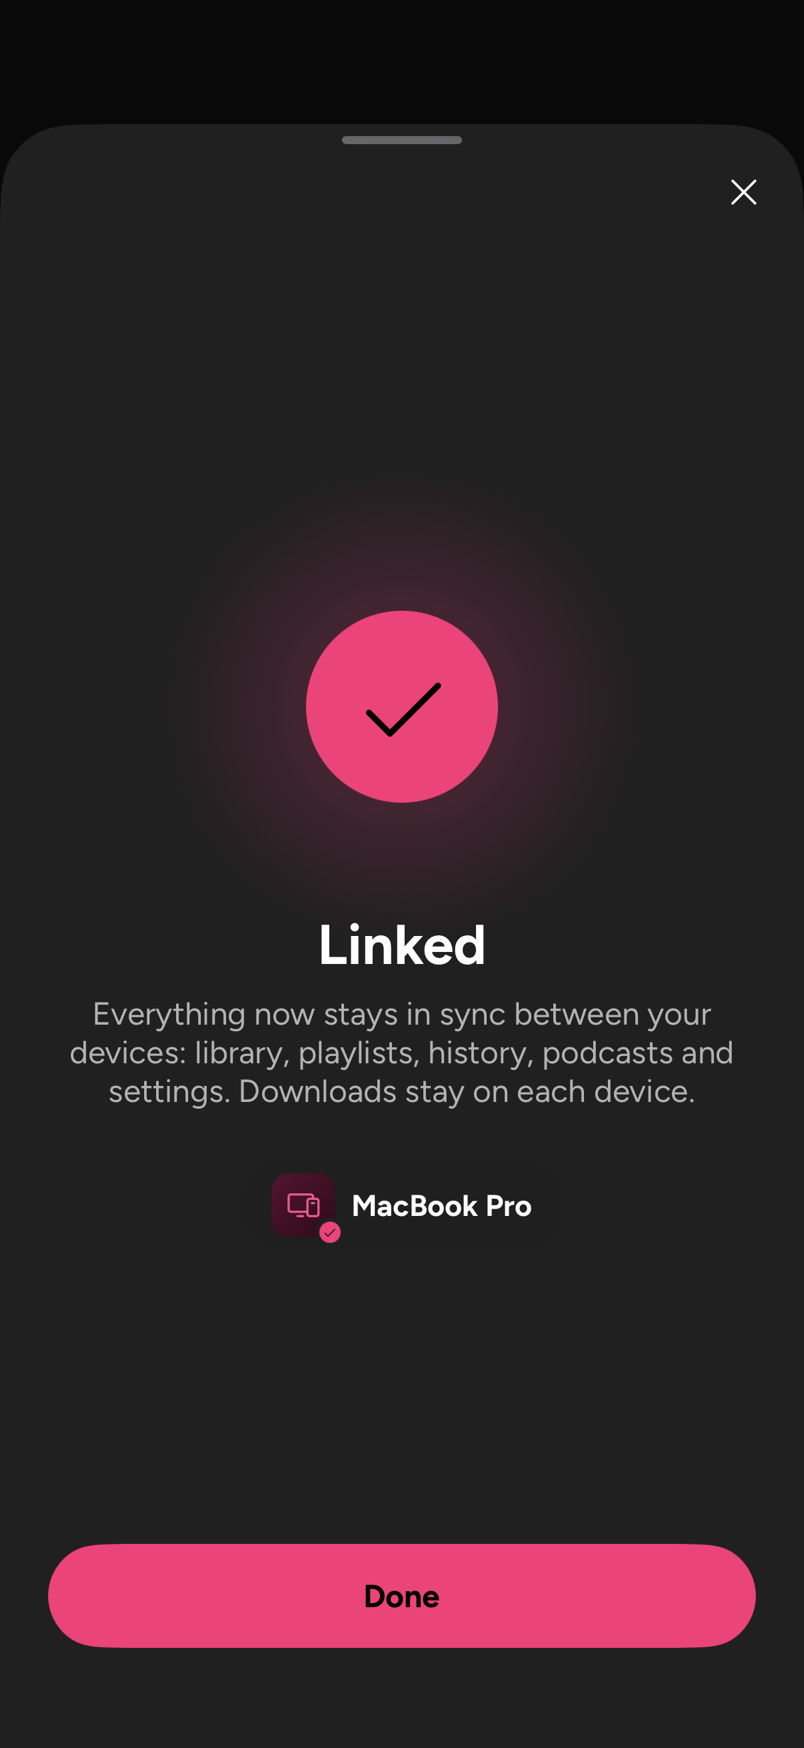 Linked
Everything now stays in sync between your
devices: library, playlists, history, podcasts and
settings. Downloads stay on each device.
MacBook Pro
Done